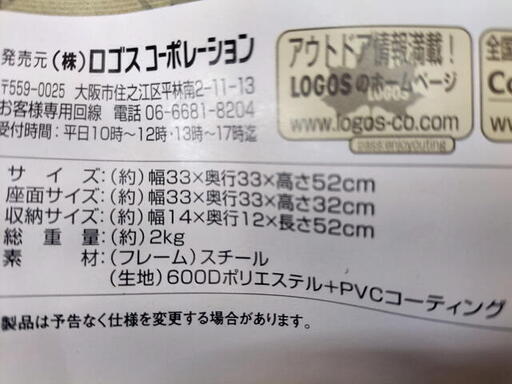 発売元 (株)ロゴスコーポレーション
〒559-0025 大阪市住之江区平林南2-11-13
お客様専用回線 電話 06-6681-8204
受付時間:平日10時〜12時・13時〜17時迄
アウトドア情報満載!
LOGOSのホームページ
www.logos-co.com
pass:enjoyouting
全国
Co
w
サイズ:(約)幅33×奥行33×高さ52cm
座面サイズ:(約)幅33×奥行33×高さ32cm
収納サイズ:(約)幅14×奥行12×長さ52cm
総重量:(約)2kg
素材:(フレーム)スチール
(生地)600Dポリエステル+PVCコーティング
製品は予告なく仕様を変更する場合があります。